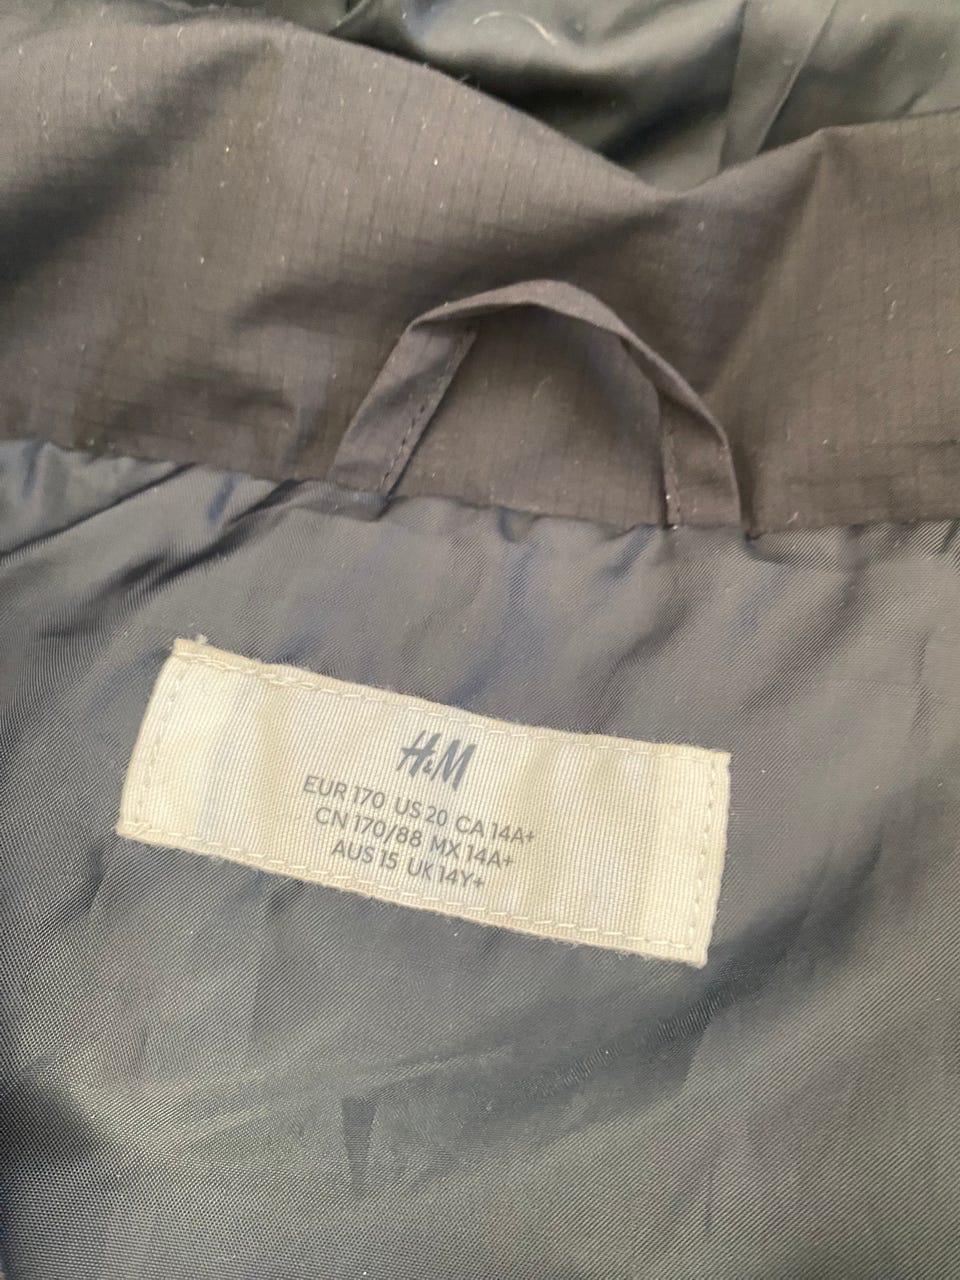 H&M
EUR 170 US 20 CA 14A+
CN 170/88 MX 14A+
AUS 15 UK 14Y+